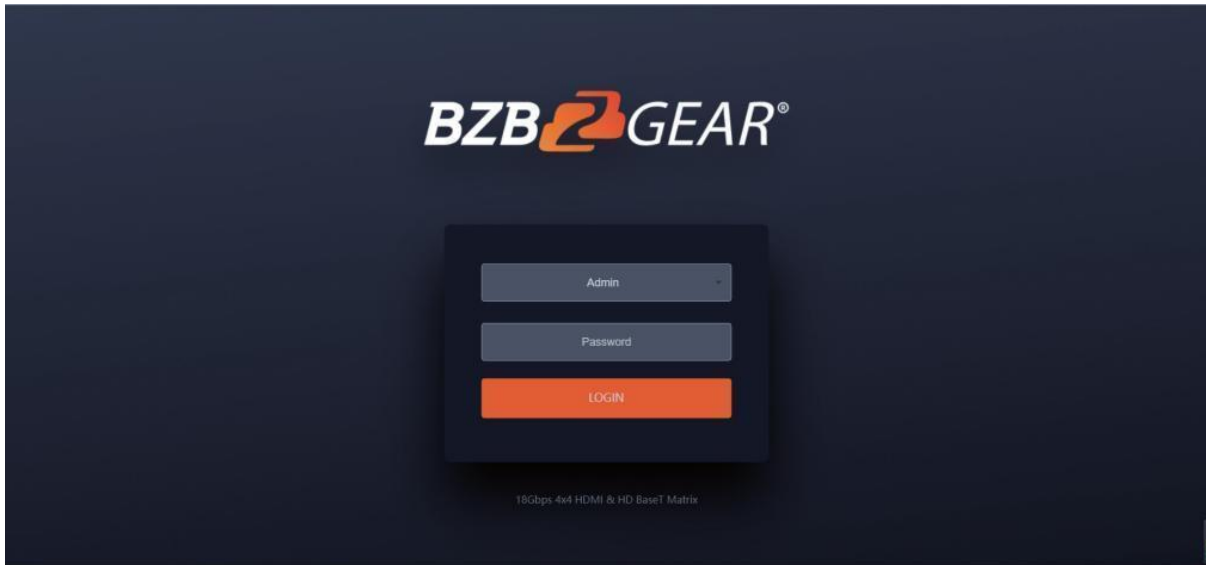 BZB GEAR®
Admin
Password
LOGIN
18Gbps 4x4 HDMI & HD BaseT Matrix